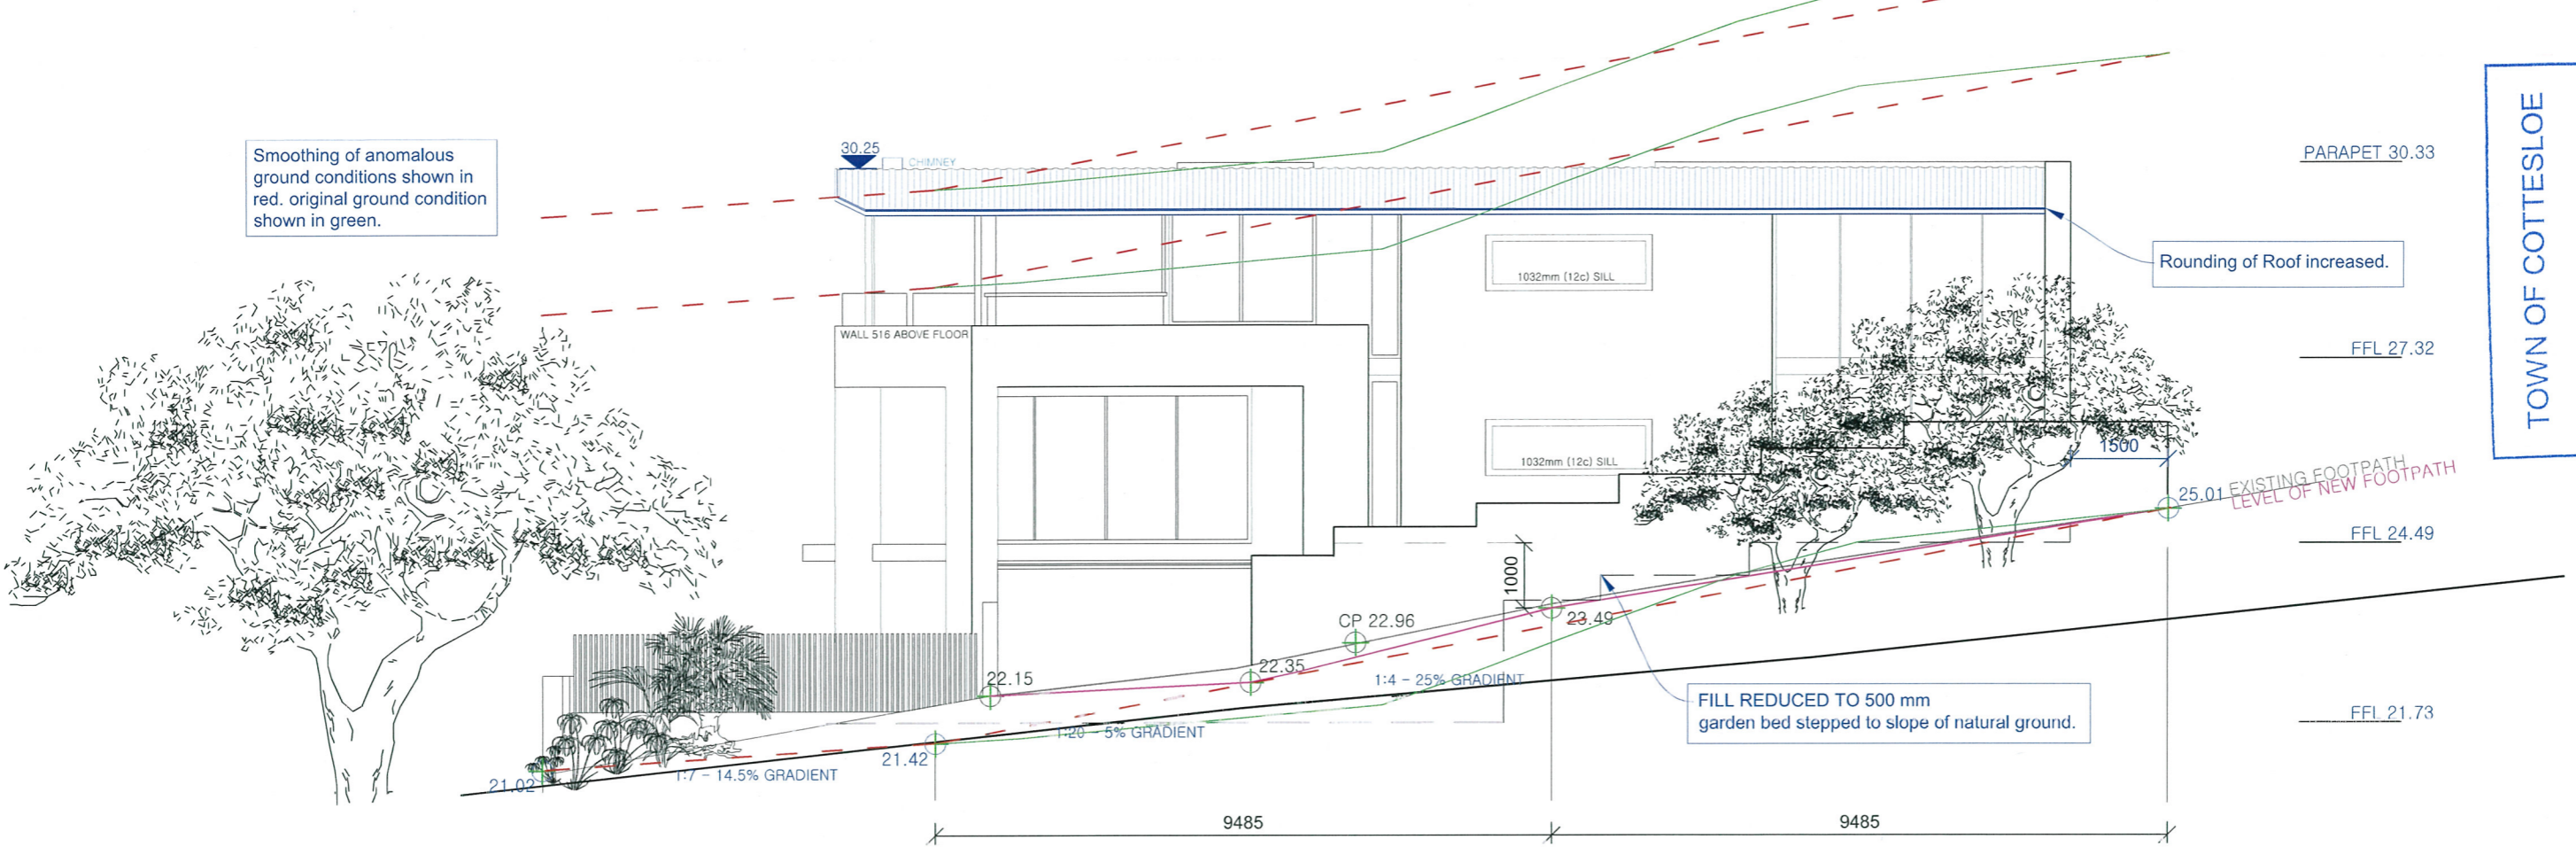 Smoothing of anomalous
ground conditions shown in
red. original ground condition
shown in green.
30.25
CHIMNEY
PARAPET 30.33
TOWN OF COTTESLOE
Rounding of Roof increased.
1032mm (12c) SILL
WALL 516 ABOVE FLOOR
FFL 27.32
1032mm (12c) SILL
1500
EXISTING FOOTPATH
25.01
LEVEL OF NEW FOOTPATH
FFL 24.49
1000
CP 22.96
23.49
22.35
22.15
1:4 - 25% GRADIENT
FILL REDUCED TO 500 mm
garden bed stepped to slope of natural ground.
FFL 21.73
1:20 - 5% GRADIENT
21.42
1:7 - 14.5% GRADIENT
21.02
9485
9485